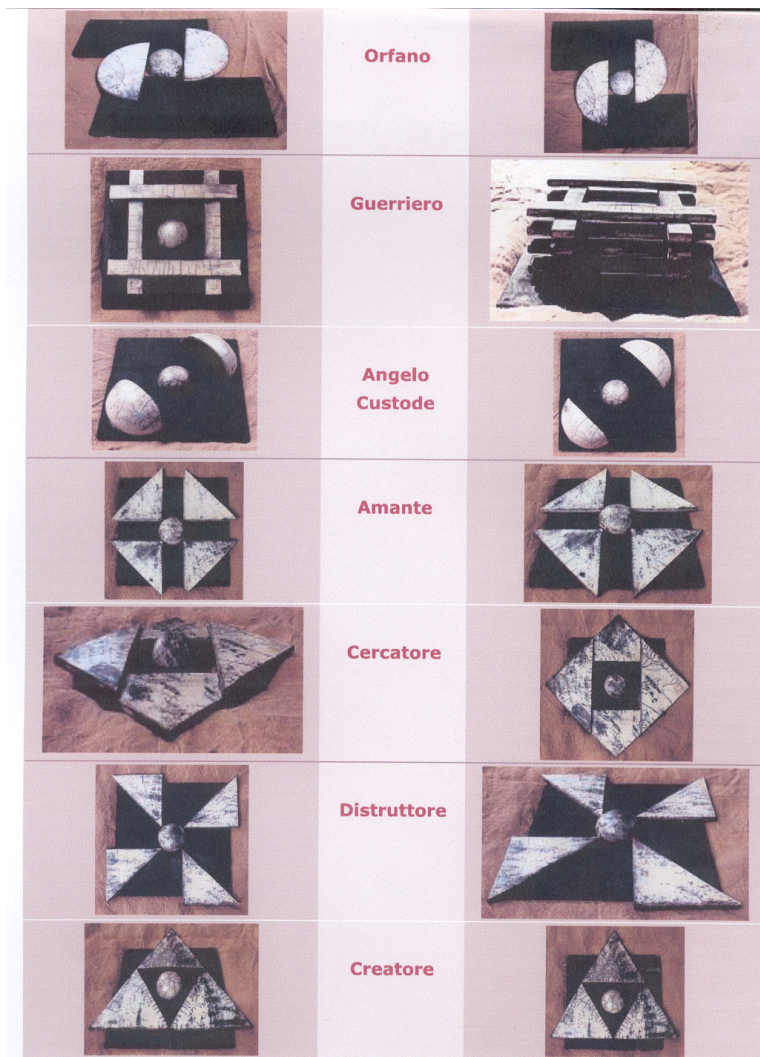 Orfano
Guerriero
Angelo
Custode
Amante
Cercatore
Distruttore
Creatore